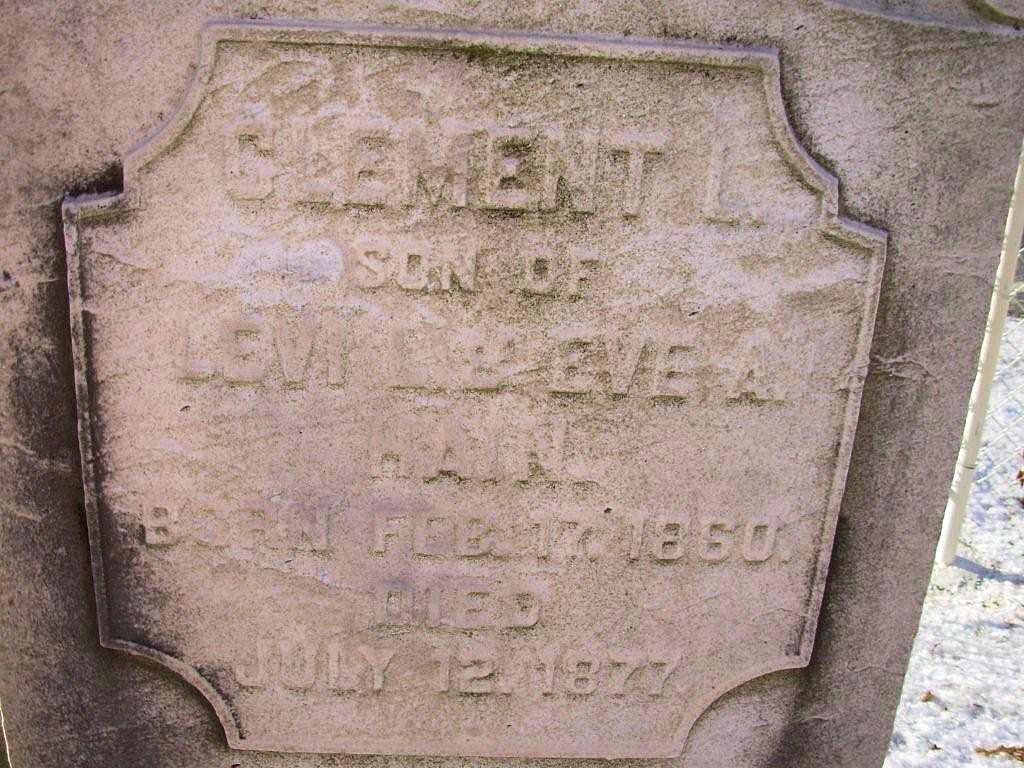 CLEMENT L.
SON OF
LEVI L. & EVE. A.
HAIN.
BORN FEB. 17. 1860.
DIED
JULY 12. 1877.